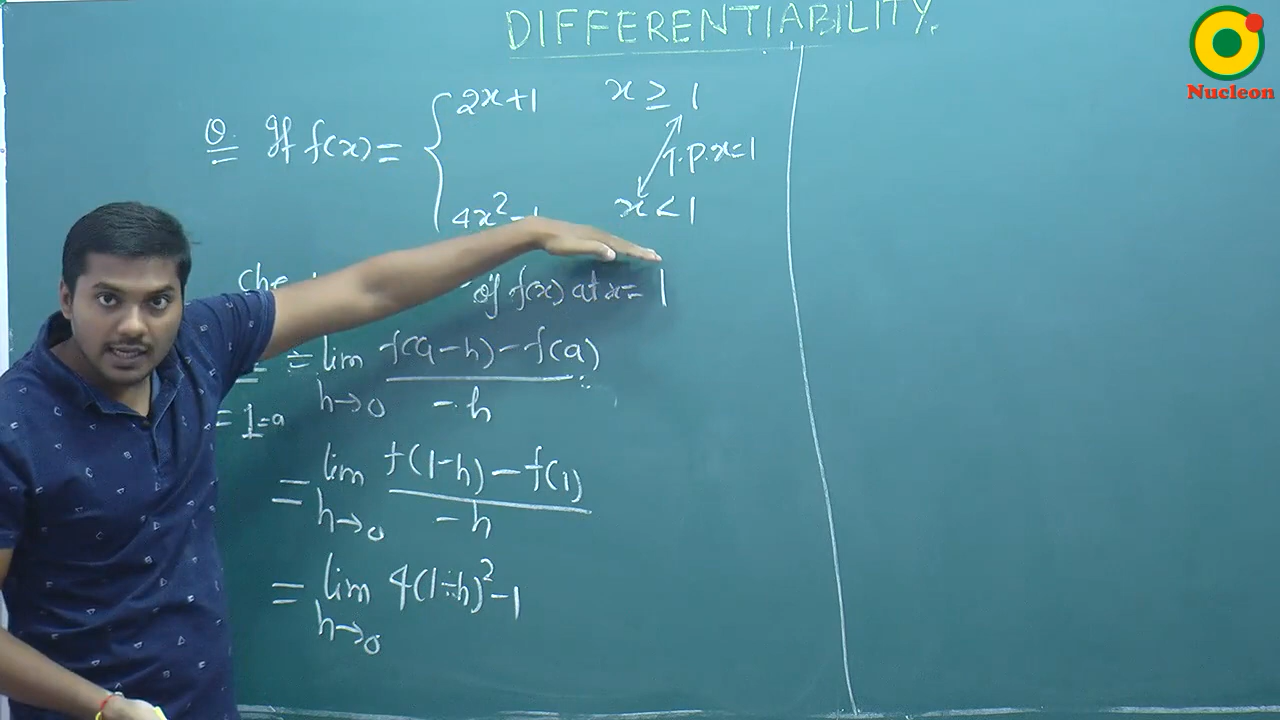 DIFFERENTIABILITY.
Nucleon
Q. If f(x) = { 2x+1 x ≥ 1
T.P. x=1
4x²-1 x < 1
of f(x) at x = 1
= lim h→0 f(a-h) - f(a) / -h
= 1 = a
= lim h→0 f(1-h) - f(1) / -h
= lim h→0 4(1-h)² - 1